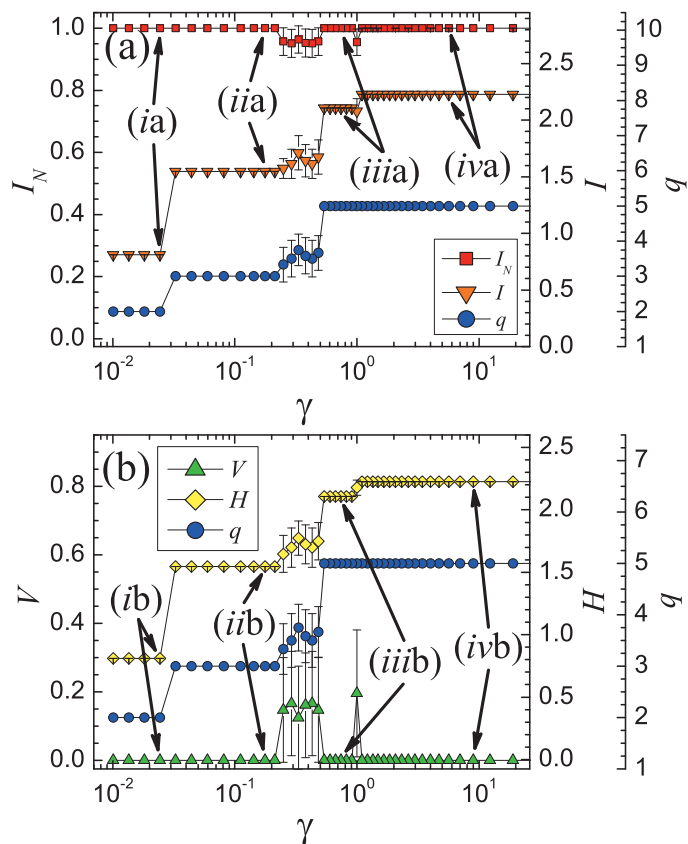 (a)
1.0
0.8
0.6
0.4
0.2
0.0
I_N
(ia)
(iia)
(iiia)
(iva)
I_N
I
q
2.5
2.0
1.5
1.0
0.5
0.0
I
10
9
8
7
6
5
4
3
2
1
q
10^-2
10^-1
10^0
10^1
γ
(b)
V
H
q
0.8
0.6
0.4
0.2
0.0
V
(ib)
(iib)
(iiib)
(ivb)
2.5
2.0
1.5
1.0
0.5
0.0
H
7
6
5
4
3
2
1
q
10^-2
10^-1
10^0
10^1
γ